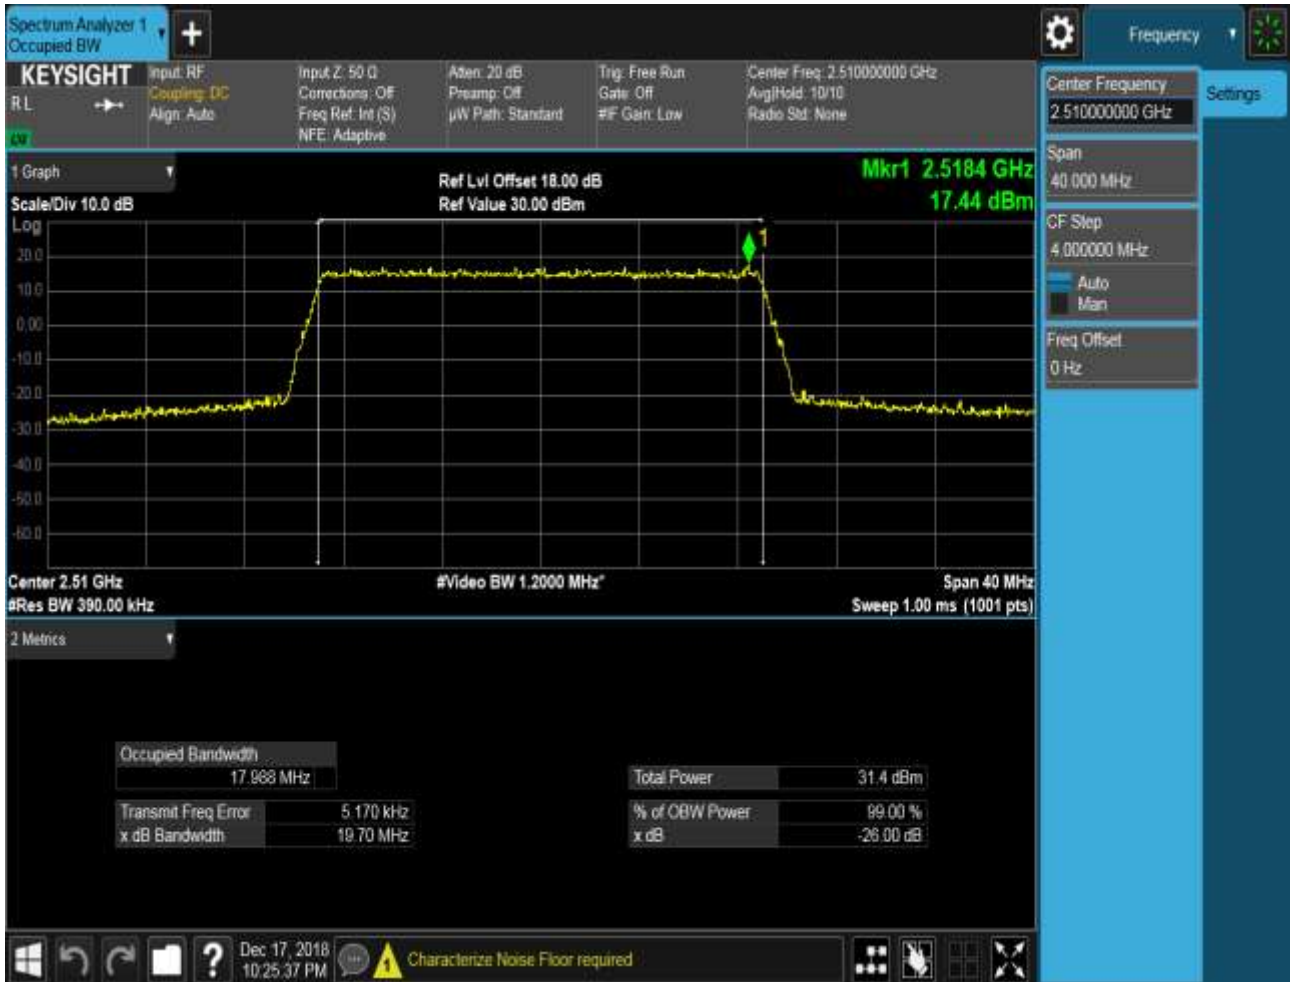 Spectrum Analyzer 1
Occupied BW
+
Frequency
KEYSIGHT
RL
LW
Input: RF
Coupling: DC
Align: Auto
Input Z: 50 Ω
Corrections: Off
Freq Ref: Int (S)
NFE: Adaptive
Atten: 20 dB
Preamp: Off
µW Path: Standard
Trig: Free Run
Gate: Off
#IF Gain: Low
Center Freq: 2.510000000 GHz
Avg|Hold: 10/10
Radio Std: None
Center Frequency
2.510000000 GHz
Settings
Span
40.000 MHz
CF Step
4.000000 MHz
Auto
Man
Freq Offset
0 Hz
1 Graph
Scale/Div 10.0 dB
Ref Lvl Offset 18.00 dB
Ref Value 30.00 dBm
Mkr1 2.5184 GHz
17.44 dBm
Log
1
20.0
10.0
0.00
-10.0
-20.0
-30.0
-40.0
-50.0
-60.0
Center 2.51 GHz
#Video BW 1.2000 MHz*
Span 40 MHz
#Res BW 390.00 kHz
Sweep 1.00 ms (1001 pts)
2 Metrics
Occupied Bandwidth
17.988 MHz
Transmit Freq Error 5.170 kHz
x dB Bandwidth 19.70 MHz
Total Power 31.4 dBm
% of OBW Power 99.00 %
x dB -26.00 dB
?
Dec 17, 2018
10:25:37 PM
1
Characterize Noise Floor required